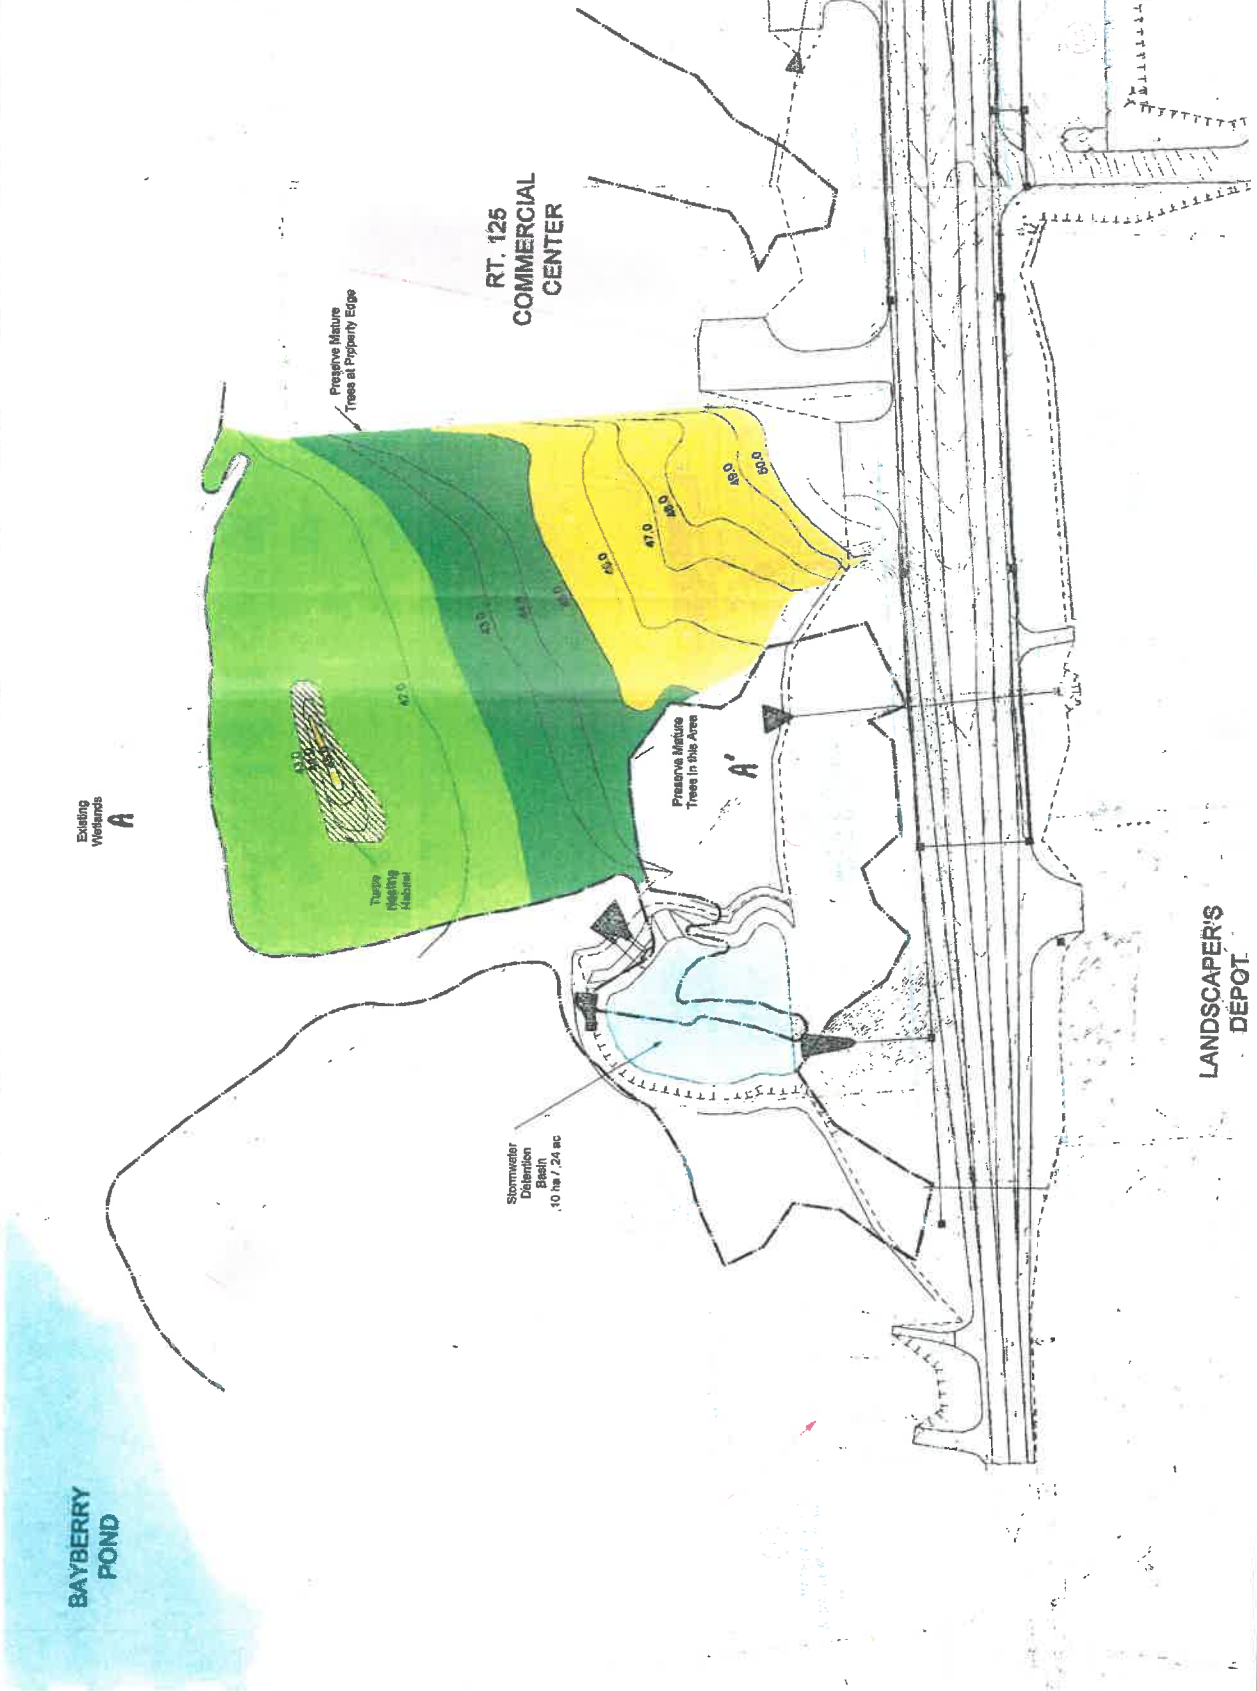 BAYBERRY
POND
Existing
Wetlands
A
Turtle
Nesting
Habitat
43.0
42.0
43.0
44.0
45.0
47.0
48.0
49.0
50.0
Preserve Mature
Trees at Property Edge
RT. 125
COMMERCIAL
CENTER
Preserve Mature
Trees in this Area
A'
Stormwater
Detention
Basin
.10 ha / .24 ac
LANDSCAPER'S
DEPOT